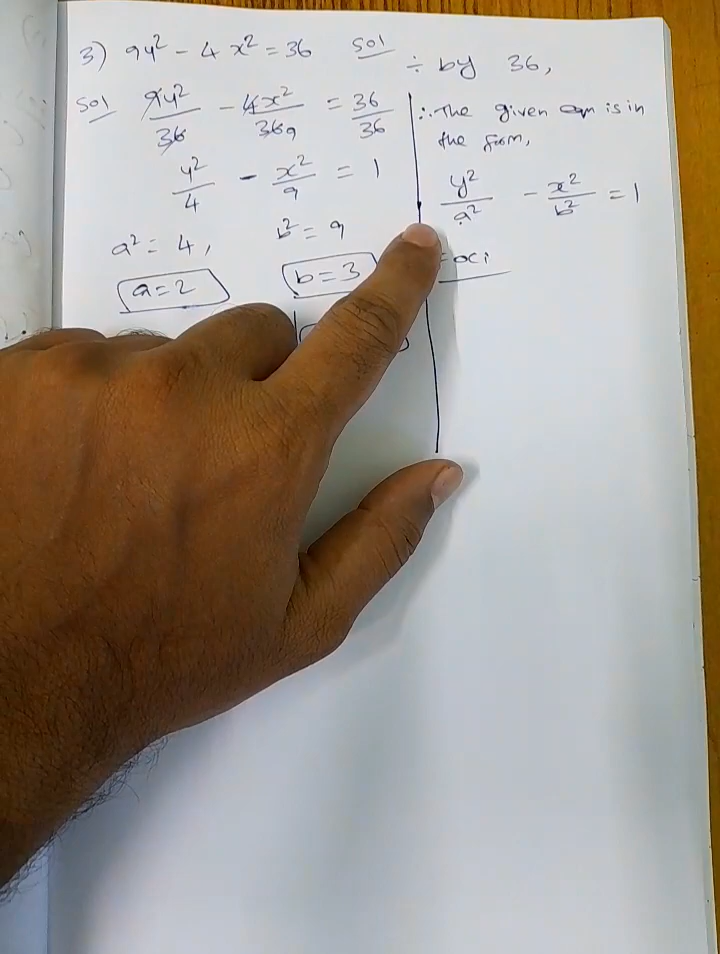 3) 9y² - 4x² = 36 Sol
÷ by 36,
Sol 9y²/36 - 4x²/36 9 = 36/36
∴ The given eqn is in
the form,
y²/4 - x²/9 = 1
y²/a² - x²/b² = 1
a² = 4, b² = 9
a = 2 b = 3